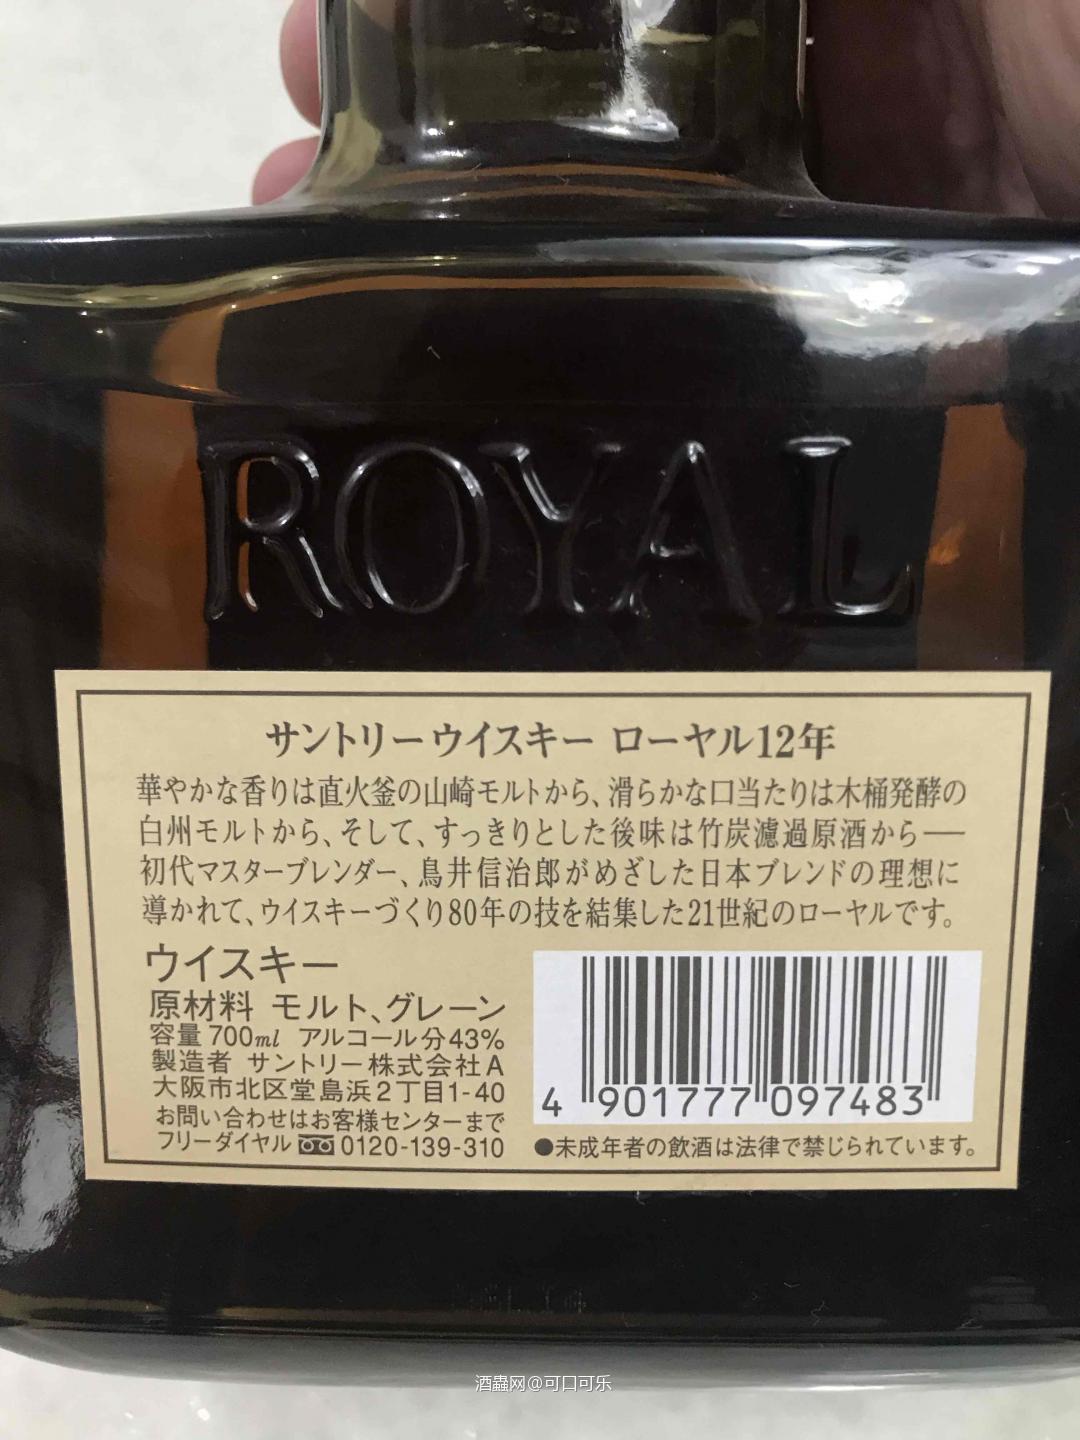 ROYAL
サントリーウイスキー ローヤル12年
華やかな香りは直火釜の山崎モルトから、滑らかな口当たりは木桶発酵の
白州モルトから、そして、すっきりとした後味は竹炭濾過原酒から──
初代マスターブレンダー、鳥井信治郎がめざした日本ブレンドの理想に
導かれて、ウイスキーづくり80年の技を結集した21世紀のローヤルです。
ウイスキー
原材料 モルト、グレーン
容量 700ml アルコール分43%
製造者 サントリー株式会社A
大阪市北区堂島浜2丁目1-40
お問い合わせはお客様センターまで
フリーダイヤル 0120-139-310
4 901777 097483
●未成年者の飲酒は法律で禁じられています。
酒蟲网@可口可乐